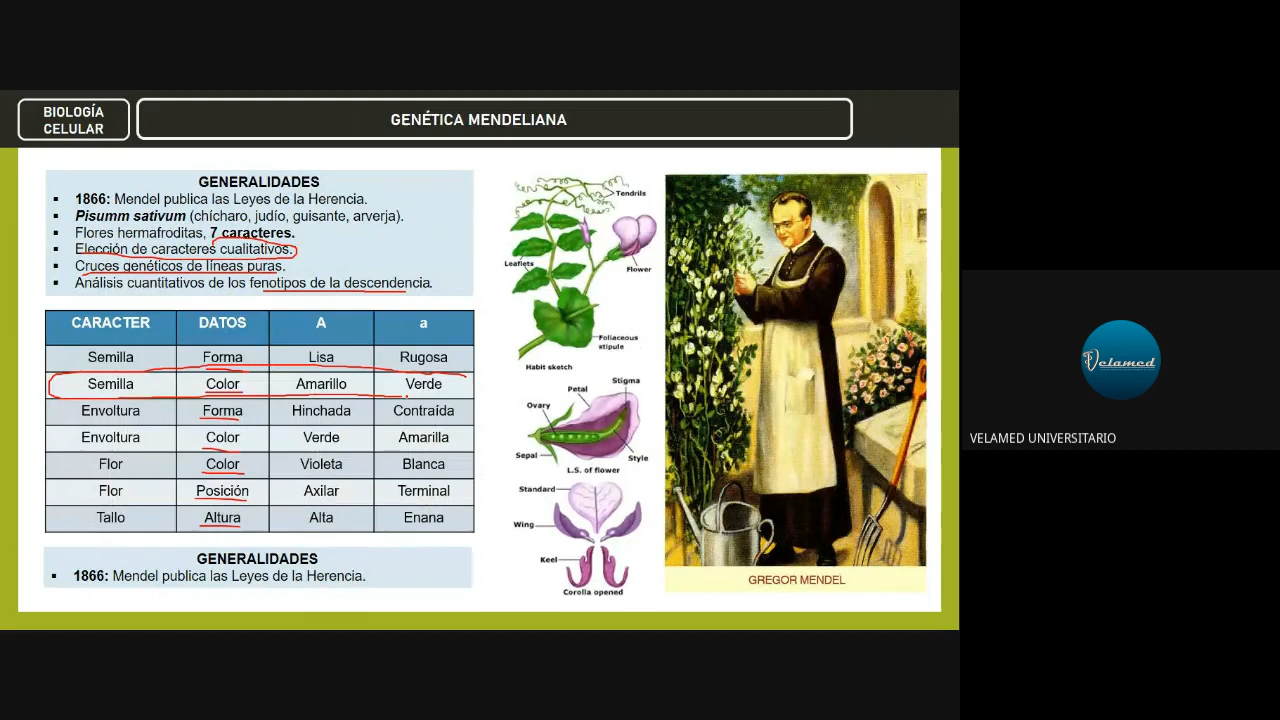 BIOLOGÍA
CELULAR
GENÉTICA MENDELIANA
GENERALIDADES
▪ 1866: Mendel publica las Leyes de la Herencia.
▪ Pisumm sativum (chícharo, judío, guisante, arverja).
▪ Flores hermafroditas, 7 caracteres.
▪ Elección de caracteres cualitativos.
▪ Cruces genéticos de líneas puras.
▪ Análisis cuantitativos de los fenotipos de la descendencia.
CARACTER DATOS A a
Semilla Forma Lisa Rugosa
Semilla Color Amarillo Verde
Envoltura Forma Hinchada Contraída
Envoltura Color Verde Amarilla
Flor Color Violeta Blanca
Flor Posición Axilar Terminal
Tallo Altura Alta Enana
GENERALIDADES
▪ 1866: Mendel publica las Leyes de la Herencia.
Tendrils
Leaflets
Flower
Foliaceous
stipule
Habit sketch
Stigma
Petal
Ovary
Sepal
Style
L.S. of flower
Standard
Wing
Keel
Corolla opened
GREGOR MENDEL
Velamed
VELAMED UNIVERSITARIO